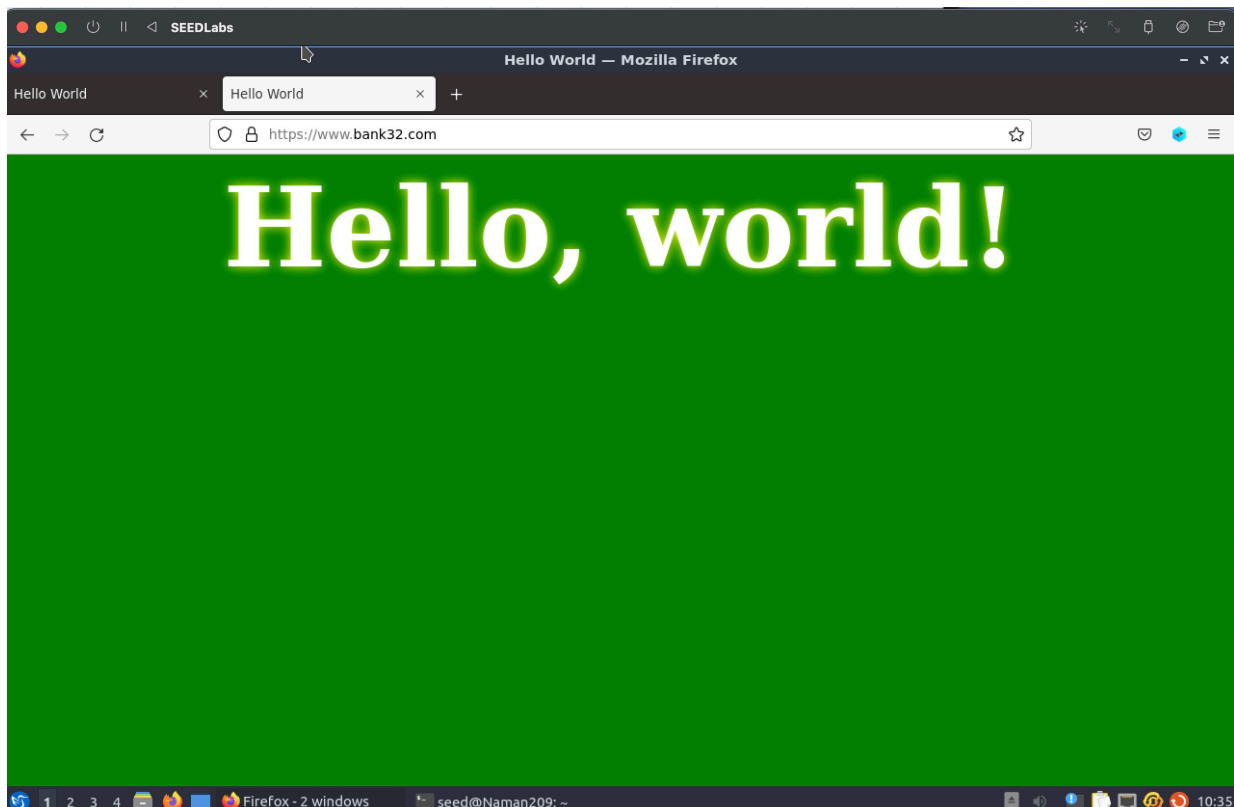 SEEDLabs
Hello World — Mozilla Firefox
Hello World
Hello World
https://www.bank32.com
Hello, world!
1 2 3 4 Firefox - 2 windows seed@Naman209: ~ 10:35